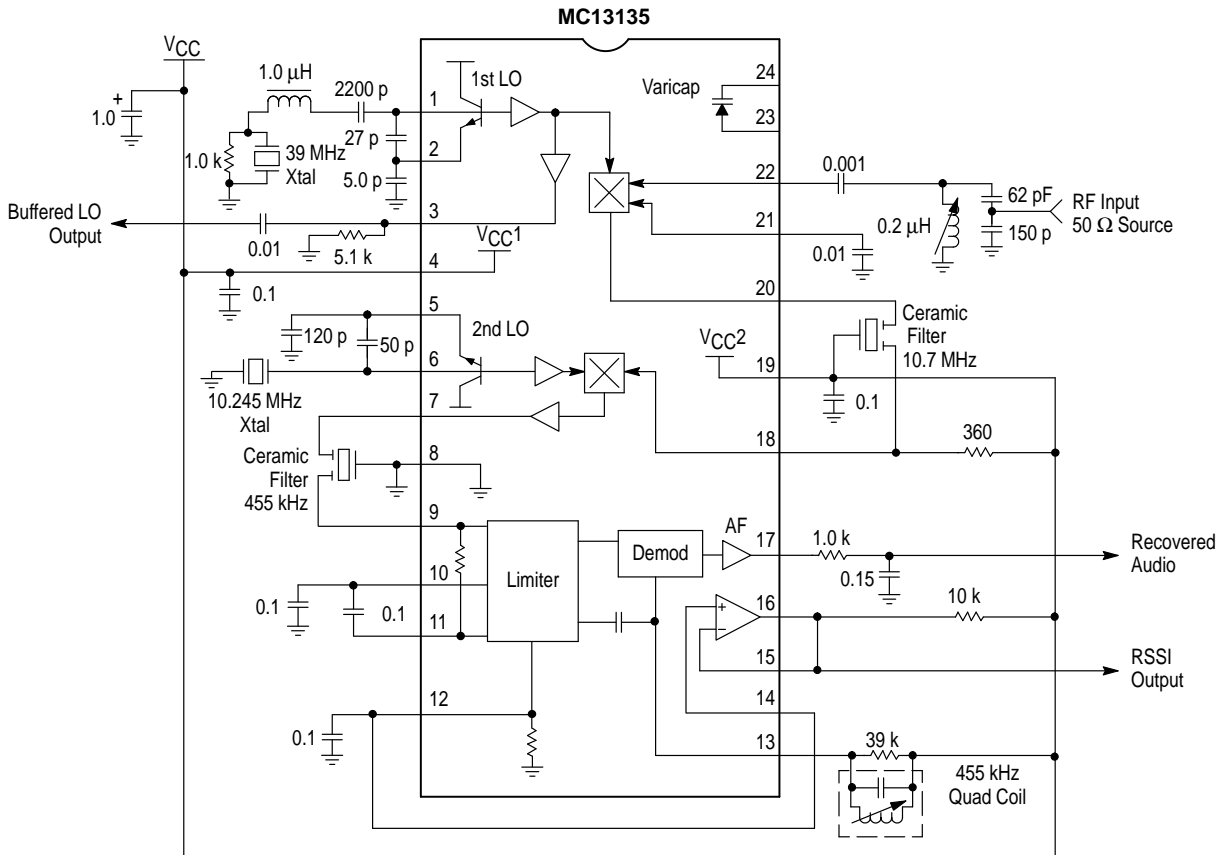 MC13135
VCC
1.0
+
1.0 µH
2200 p
1.0 k
39 MHz
Xtal
27 p
5.0 p
1
2
1st LO
Buffered LO
Output
0.01
5.1 k
3
VCC1
4
0.1
5
120 p
50 p
2nd LO
6
10.245 MHz
Xtal
7
Ceramic
Filter
455 kHz
8
9
10
0.1
0.1
11
Limiter
Demod
AF
12
0.1
Varicap
24
23
22
0.001
62 pF
150 p
RF Input
50 Ω Source
0.2 µH
21
0.01
20
Ceramic
Filter
10.7 MHz
VCC2
19
0.1
18
360
17
1.0 k
0.15
Recovered
Audio
+
–
16
10 k
15
RSSI
Output
14
13
39 k
455 kHz
Quad Coil